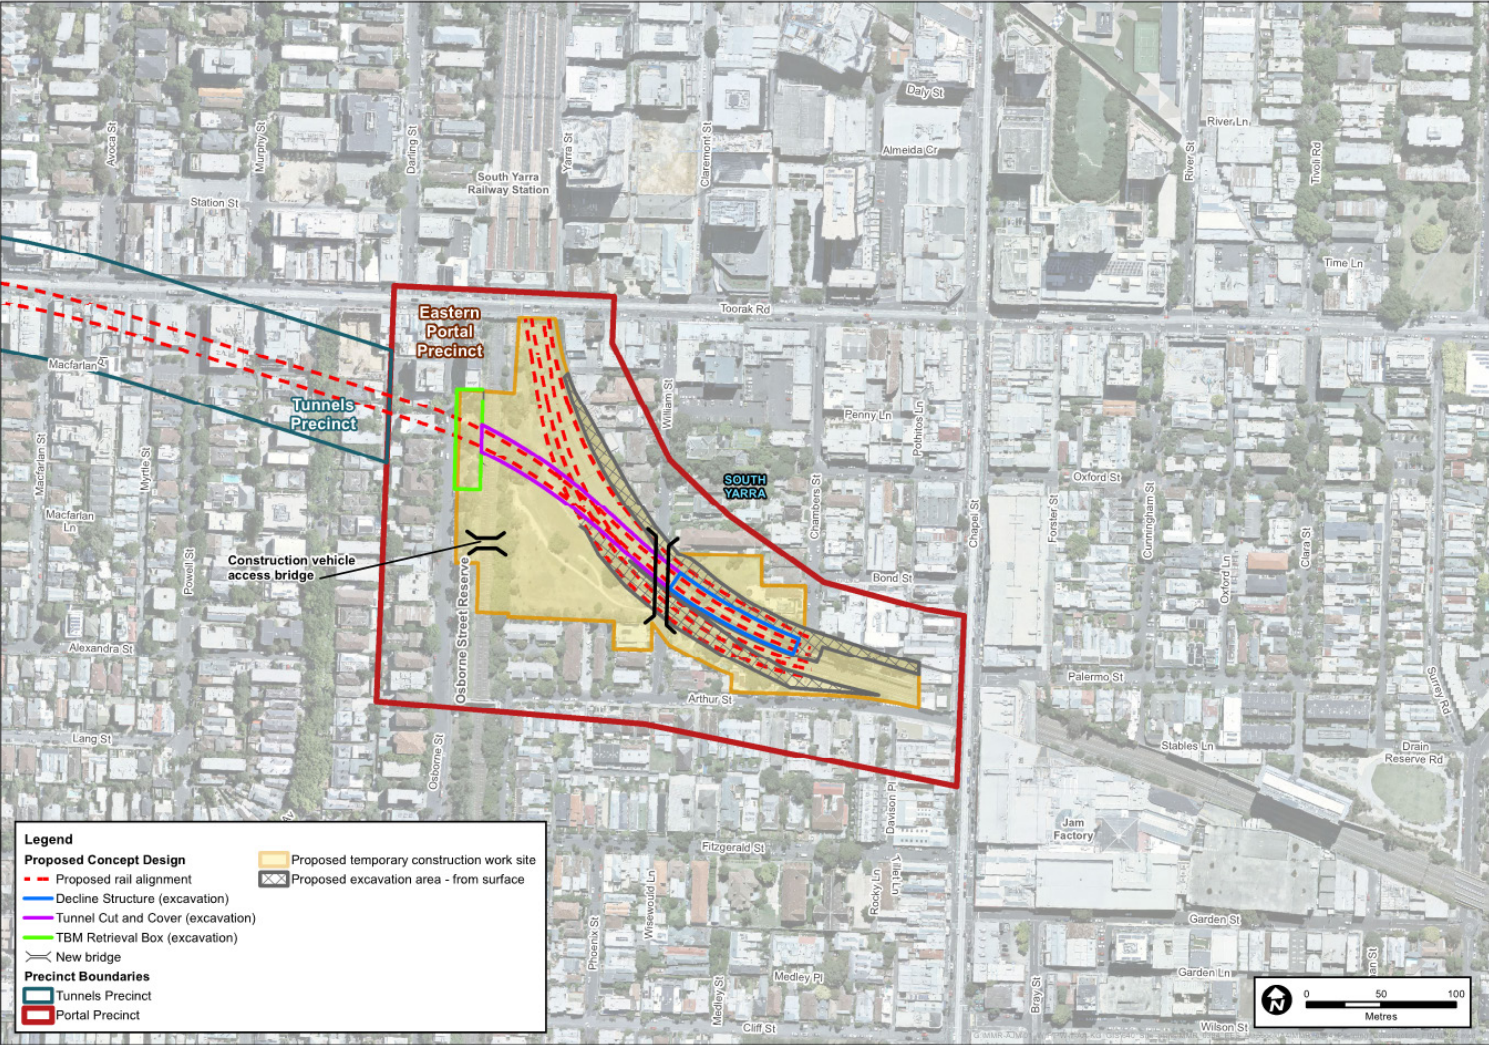 Daly St
River Ln
Avoca St
Murphy St
Darling St
Yarra St
Claremont St
Almeida Cr
River St
Tivoli Rd
South Yarra
Railway Station
Station St
Time Ln
Toorak Rd
Eastern
Portal
Precinct
Macfarlan Pl
Tunnels
Precinct
William St
Penny Ln
Pothitos Ln
Macfarlan St
Myrtle St
SOUTH
YARRA
Oxford St
Chambers St
Chapel St
Forster St
Cunningham St
Clara St
Macfarlan
Ln
Powell St
Construction vehicle
access bridge
Osborne Street Reserve
Bond St
Oxford Ln
Alexandra St
Palermo St
Surrey Rd
Arthur St
Lang St
Osborne St
Stables Ln
Drain
Reserve Rd
Davison Pl
Jam
Factory
Av
Fitzgerald St
Tilliet Ln
Rocky Ln
Wisewould Ln
Phoenix St
Garden St
Medley Pl
Medley St
Garden Ln
Bray St
an St
Cliff St
Wilson St
Legend
Proposed Concept Design
Proposed rail alignment
Decline Structure (excavation)
Tunnel Cut and Cover (excavation)
TBM Retrieval Box (excavation)
New bridge
Proposed temporary construction work site
Proposed excavation area - from surface
Precinct Boundaries
Tunnels Precinct
Portal Precinct
N
0 50 100
Metres